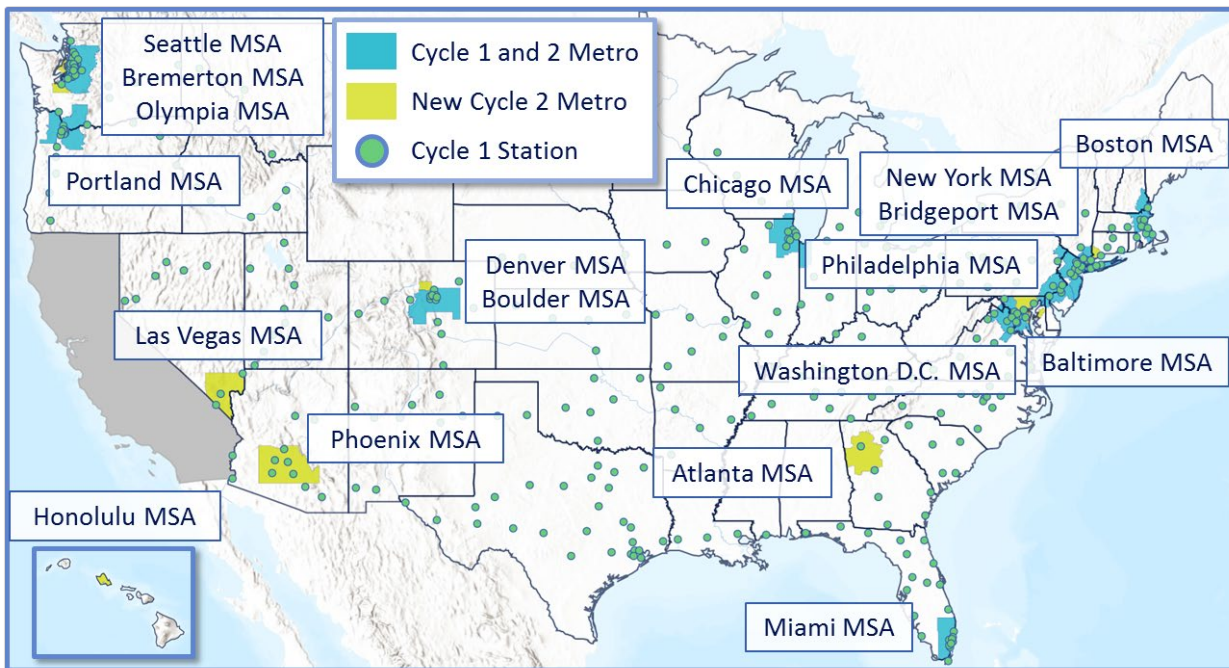 Seattle MSA
Bremerton MSA
Olympia MSA
Cycle 1 and 2 Metro
New Cycle 2 Metro
Cycle 1 Station
Portland MSA
Chicago MSA
New York MSA
Bridgeport MSA
Boston MSA
Denver MSA
Boulder MSA
Philadelphia MSA
Las Vegas MSA
Washington D.C. MSA
Baltimore MSA
Phoenix MSA
Atlanta MSA
Honolulu MSA
Miami MSA